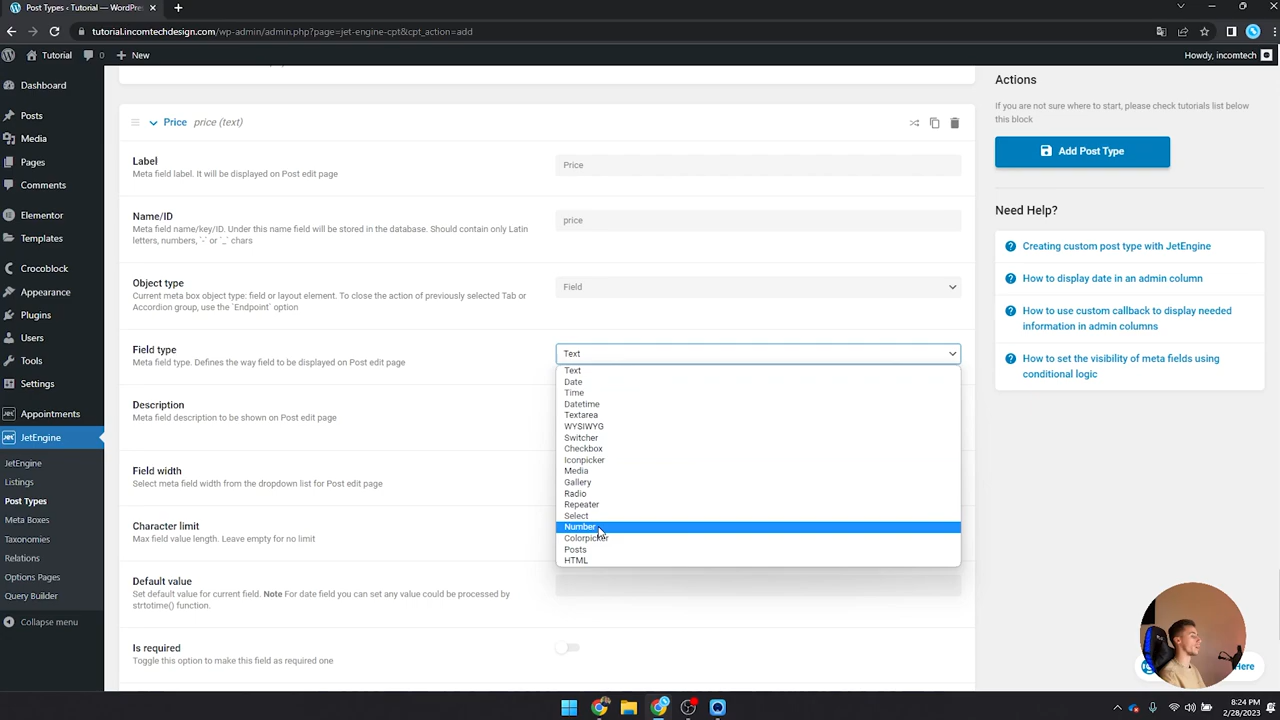 Post Types - Tutorial — WordPre
tutorial.incomtechdesign.com/wp-admin/admin.php?page=jet-engine-cpt&cpt_action=add
Tutorial 0 New Howdy, incomtech
Dashboard
Posts
Media
Pages
Comments
Elementor
Templates
Crocoblock
Appearance
Plugins
Users
Tools
Settings
Appointments
JetEngine
JetEngine
Listings
Post Types
Meta Boxes
Taxonomies
Relations
Options Pages
Query Builder
Collapse menu
Price price (text)
Label
Meta field label. It will be displayed on Post edit page
Price
Name/ID
Meta field name/key/ID. Under this name field will be stored in the database. Should contain only Latin
letters, numbers, `-` or `_` chars
price
Object type
Current meta box object type: field or layout element. To close the action of previously selected Tab or
Accordion group, use the `Endpoint` option
Field
Field type
Meta field type. Defines the way field to be displayed on Post edit page
Text
Text
Date
Time
Datetime
Textarea
WYSIWYG
Switcher
Checkbox
Iconpicker
Media
Gallery
Radio
Repeater
Select
Number
Colorpicker
Posts
HTML
Description
Meta field description to be shown on Post edit page
Field width
Select meta field width from the dropdown list for Post edit page
Character limit
Max field value length. Leave empty for no limit
Default value
Set default value for current field. Note For date field you can set any value could be processed by
strtotime() function.
Is required
Toggle this option to make this field as required one
Actions
If you are not sure where to start, please check tutorials list below
this block
Add Post Type
Need Help?
Creating custom post type with JetEngine
How to display date in an admin column
How to use custom callback to display needed
information in admin columns
How to set the visibility of meta fields using
conditional logic
Here
8:24 PM
2/28/2023